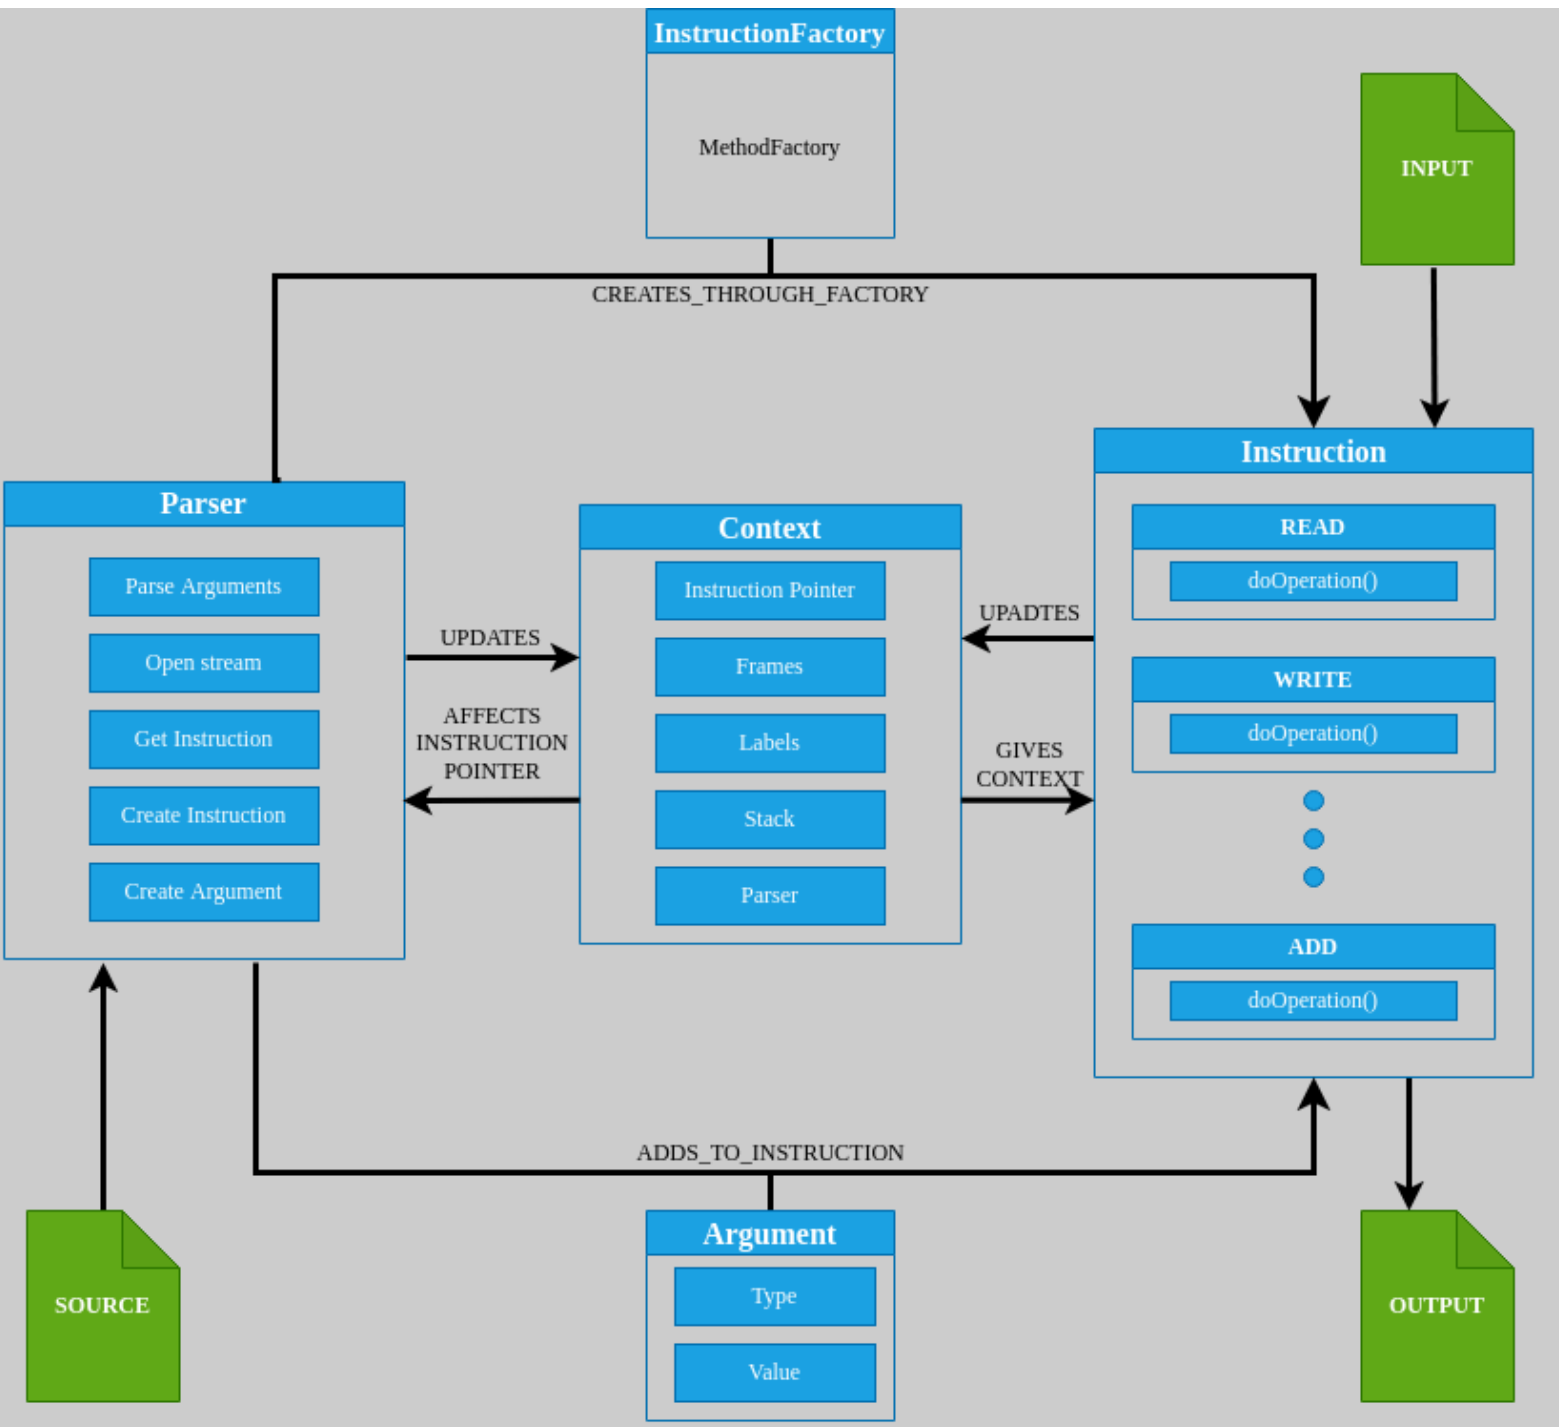 InstructionFactory
MethodFactory
INPUT
CREATES_THROUGH_FACTORY
Parser
Parse Arguments
Open stream
Get Instruction
Create Instruction
Create Argument
UPDATES
AFFECTS
INSTRUCTION
POINTER
Context
Instruction Pointer
Frames
Labels
Stack
Parser
UPADTES
GIVES
CONTEXT
Instruction
READ
doOperation()
WRITE
doOperation()
ADD
doOperation()
ADDS_TO_INSTRUCTION
SOURCE
Argument
Type
Value
OUTPUT